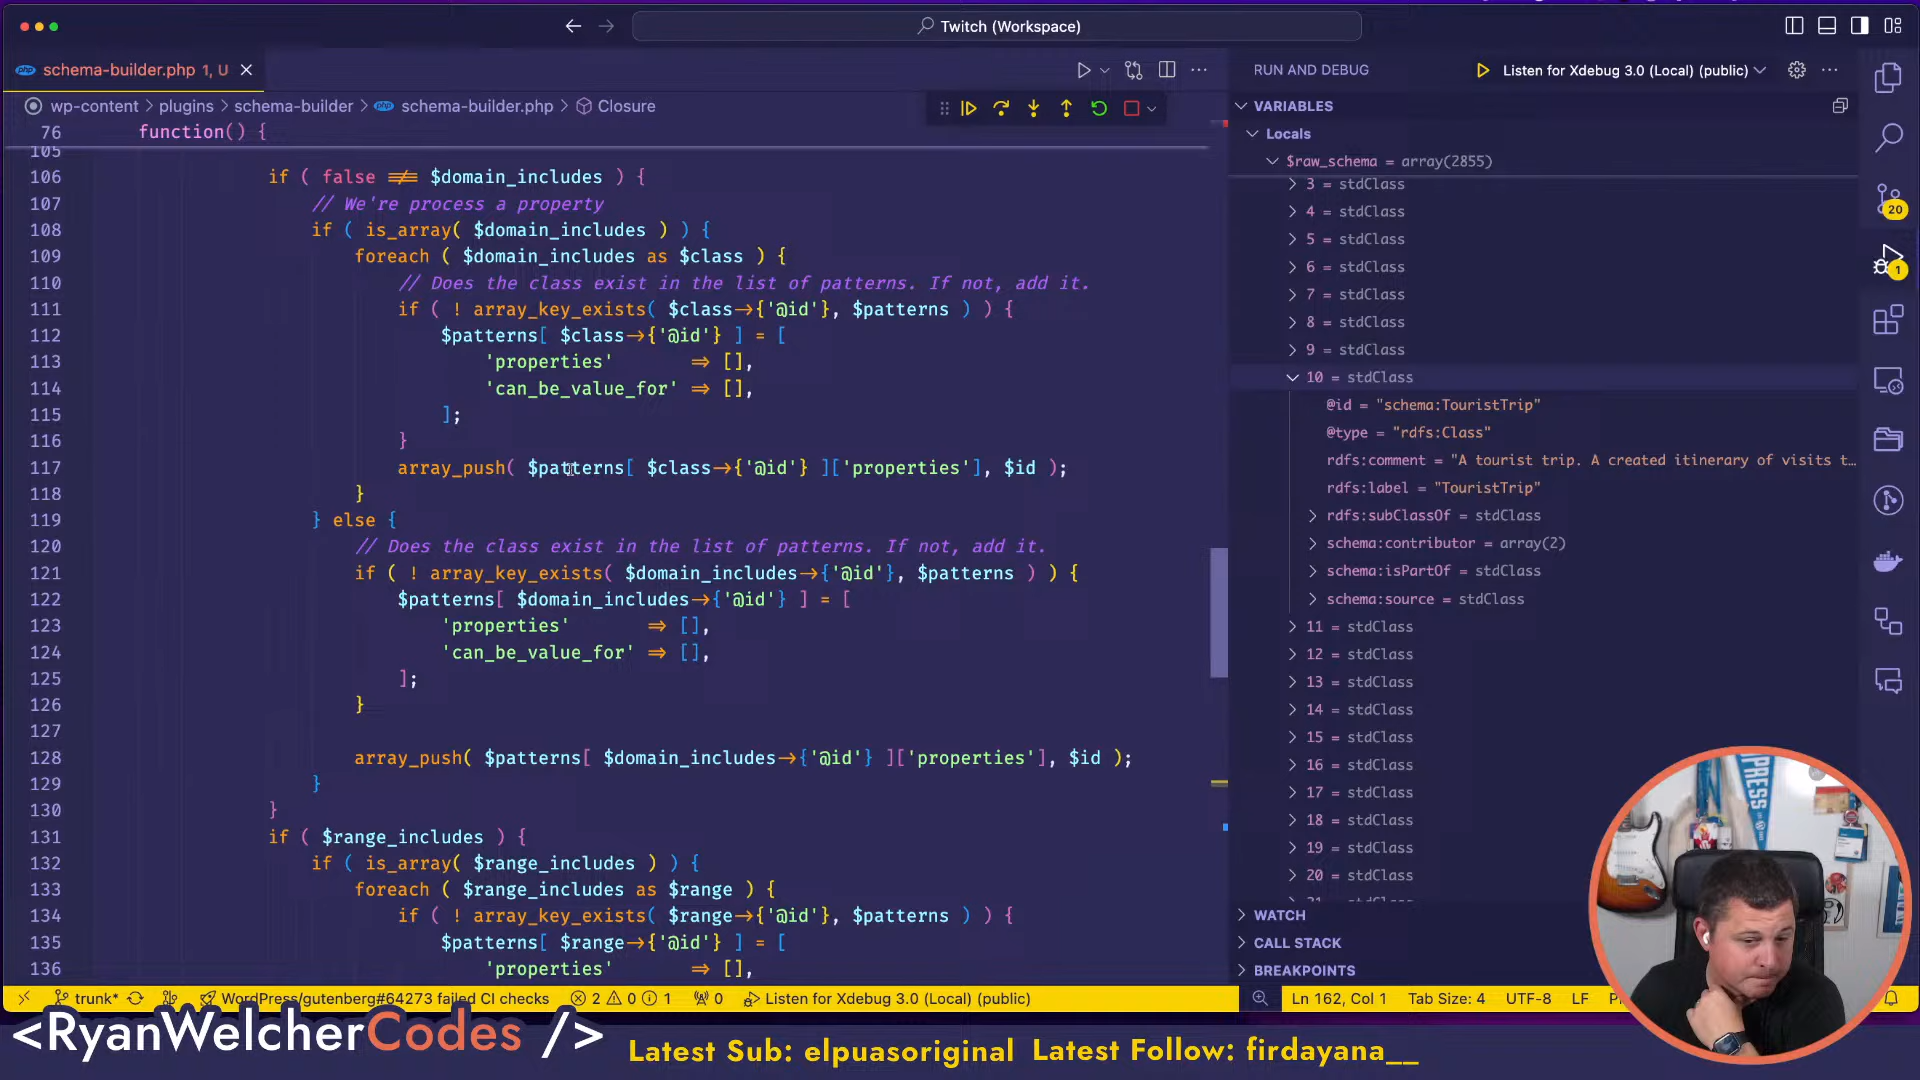 Twitch (Workspace)
schema-builder.php 1, U
wp-content > plugins > schema-builder > schema-builder.php > Closure
76 function() {
105
106 if ( false !== $domain_includes ) {
107 // We're process a property
108 if ( is_array( $domain_includes ) ) {
109 foreach ( $domain_includes as $class ) {
110 // Does the class exist in the list of patterns. If not, add it.
111 if ( ! array_key_exists( $class->{'@id'}, $patterns ) ) {
112 $patterns[ $class->{'@id'} ] = [
113 'properties' => [],
114 'can_be_value_for' => [],
115 ];
116 }
117 array_push( $patterns[ $class->{'@id'} ]['properties'], $id );
118 }
119 } else {
120 // Does the class exist in the list of patterns. If not, add it.
121 if ( ! array_key_exists( $domain_includes->{'@id'}, $patterns ) ) {
122 $patterns[ $domain_includes->{'@id'} ] = [
123 'properties' => [],
124 'can_be_value_for' => [],
125 ];
126 }
127
128 array_push( $patterns[ $domain_includes->{'@id'} ]['properties'], $id );
129 }
130 }
131 if ( $range_includes ) {
132 if ( is_array( $range_includes ) ) {
133 foreach ( $range_includes as $range ) {
134 if ( ! array_key_exists( $range->{'@id'}, $patterns ) ) {
135 $patterns[ $range->{'@id'} ] = [
136 'properties' => [],
RUN AND DEBUG
Listen for Xdebug 3.0 (Local) (public)
VARIABLES
Locals
$raw_schema = array(2855)
3 = stdClass
4 = stdClass
5 = stdClass
6 = stdClass
7 = stdClass
8 = stdClass
9 = stdClass
10 = stdClass
@id = "schema:TouristTrip"
@type = "rdfs:Class"
rdfs:comment = "A tourist trip. A created itinerary of visits t…
rdfs:label = "TouristTrip"
rdfs:subClassOf = stdClass
schema:contributor = array(2)
schema:isPartOf = stdClass
schema:source = stdClass
11 = stdClass
12 = stdClass
13 = stdClass
14 = stdClass
15 = stdClass
16 = stdClass
17 = stdClass
18 = stdClass
19 = stdClass
20 = stdClass
WATCH
CALL STACK
BREAKPOINTS
20
1
trunk* WordPress/gutenberg#64273 failed CI checks 2 0 1 0 Listen for Xdebug 3.0 (Local) (public) Ln 162, Col 1 Tab Size: 4 UTF-8 LF
<RyanWelcherCodes />
Latest Sub: elpuasoriginal Latest Follow: firdayana__